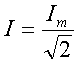 I = I_m / √2